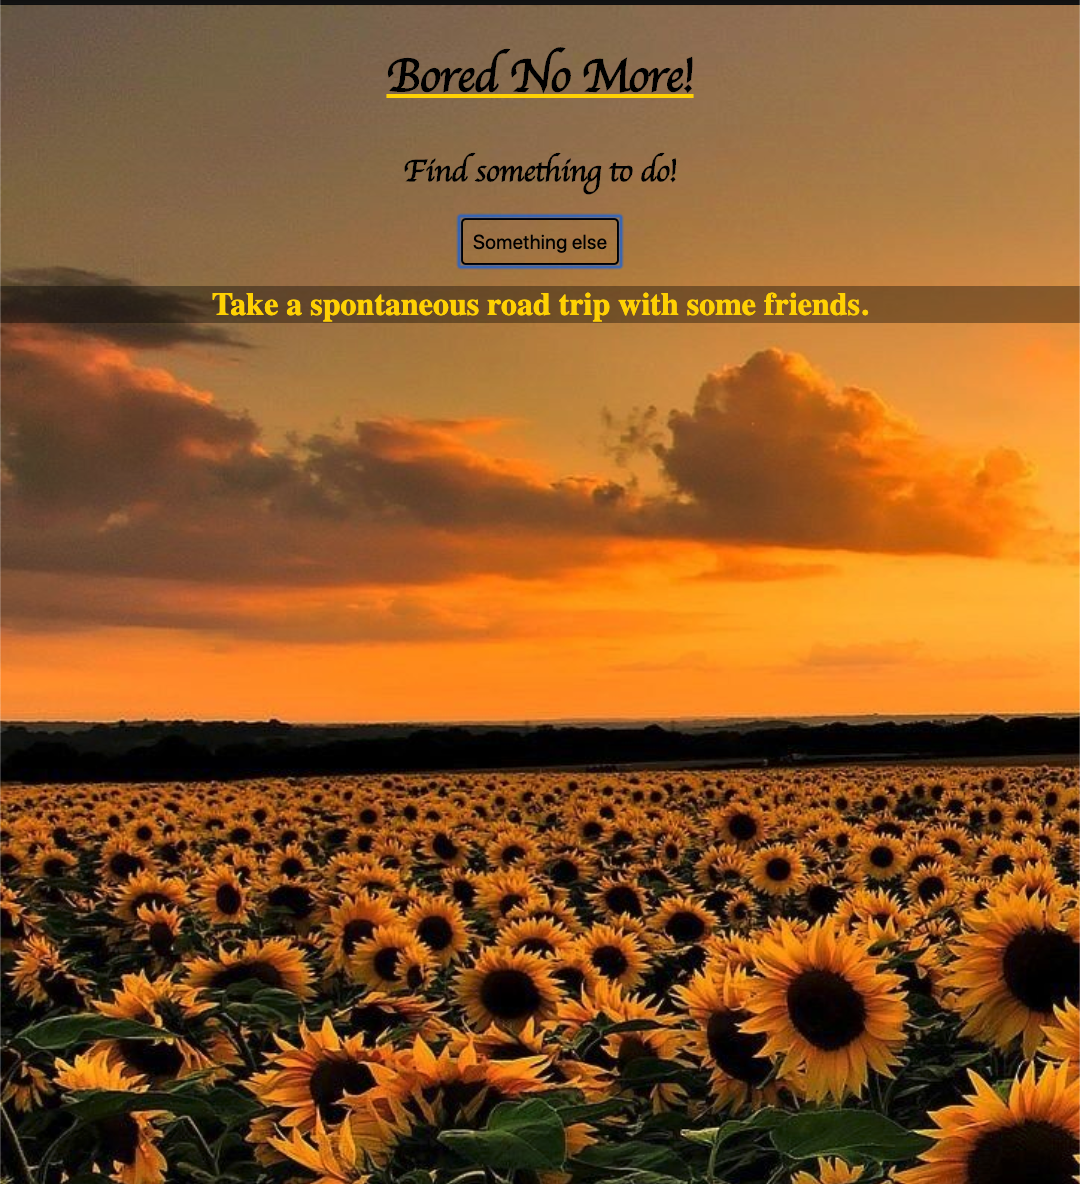 Bored No More!
Find something to do!
Something else
Take a spontaneous road trip with some friends.